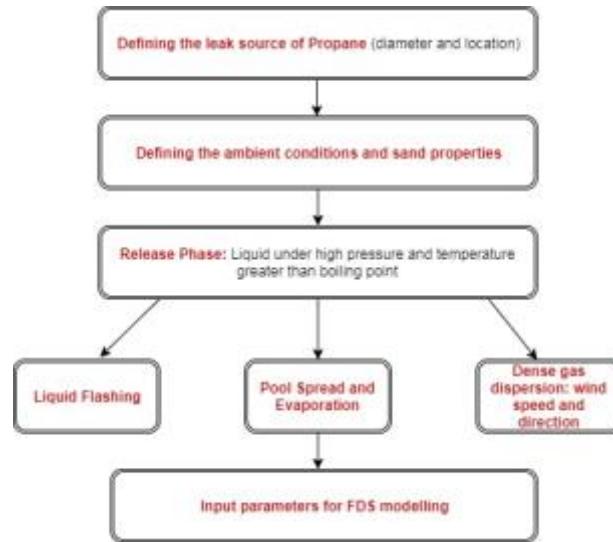 Defining the leak source of Propane (diameter and location)
Defining the ambient conditions and sand properties
Release Phase: Liquid under high pressure and temperature
greater than boiling point
Liquid Flashing
Pool Spread and
Evaporation
Dense gas
dispersion: wind
speed and
direction
Input parameters for FDS modelling